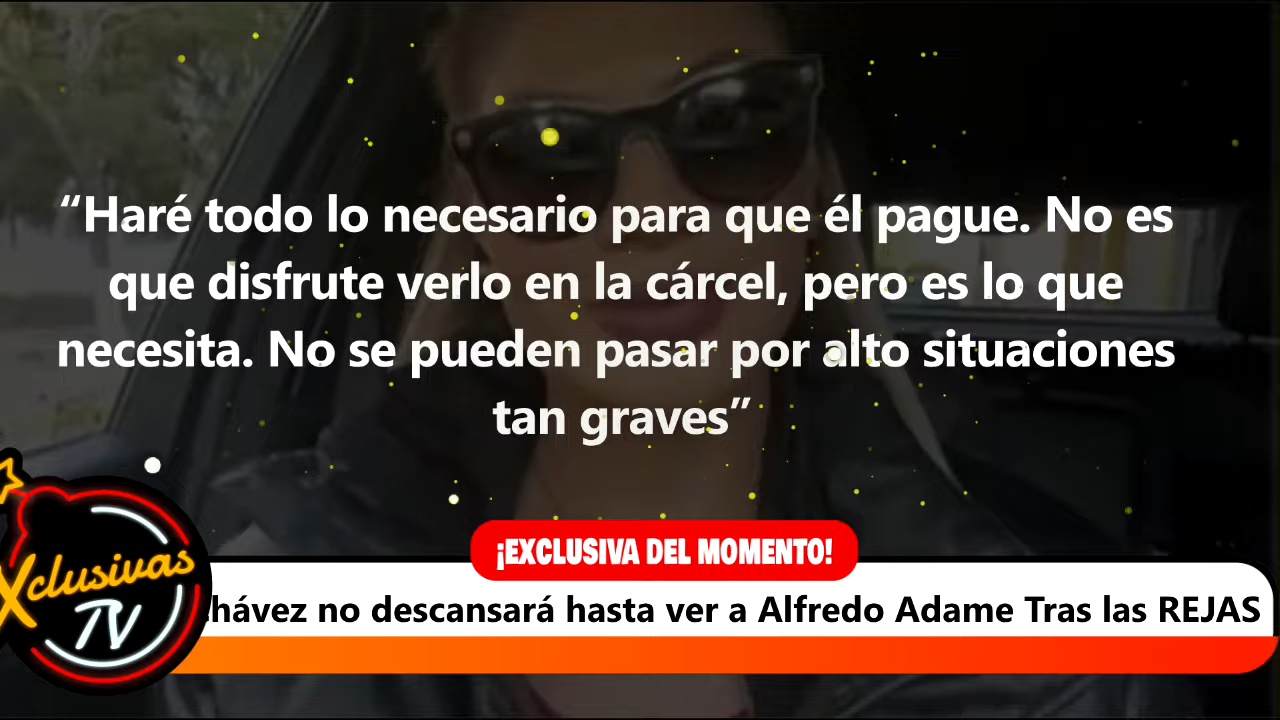 “Haré todo lo necesario para que él pague. No es
que disfrute verlo en la cárcel, pero es lo que
necesita. No se pueden pasar por alto situaciones
tan graves”
¡EXCLUSIVA DEL MOMENTO!
hávez no descansará hasta ver a Alfredo Adame Tras las REJAS
Xclusivas
TV